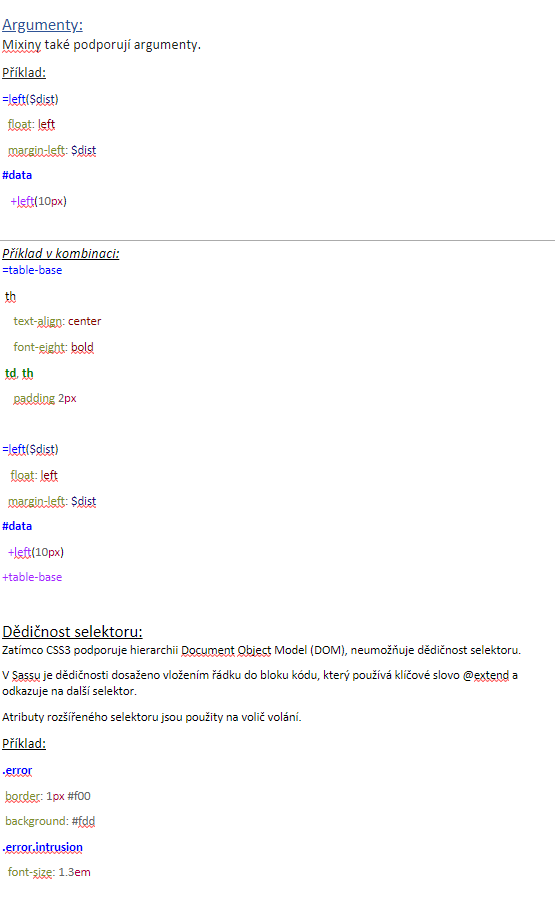 Argumenty:
Mixiny také podporují argumenty.
Příklad:
=left($dist)
float: left
margin-left: $dist
#data
+left(10px)
Příklad v kombinaci:
=table-base
th
text-align: center
font-eight: bold
td, th
padding 2px
=left($dist)
float: left
margin-left: $dist
#data
+left(10px)
+table-base
Dědičnost selektoru:
Zatímco CSS3 podporuje hierarchii Document Object Model (DOM), neumožňuje dědičnost selektoru.
V Sassu je dědičnosti dosaženo vložením řádku do bloku kódu, který používá klíčové slovo @extend a
odkazuje na další selektor.
Atributy rozšířeného selektoru jsou použity na volič volání.
Příklad:
.error
border: 1px #f00
background: #fdd
.error.intrusion
font-size: 1.3em